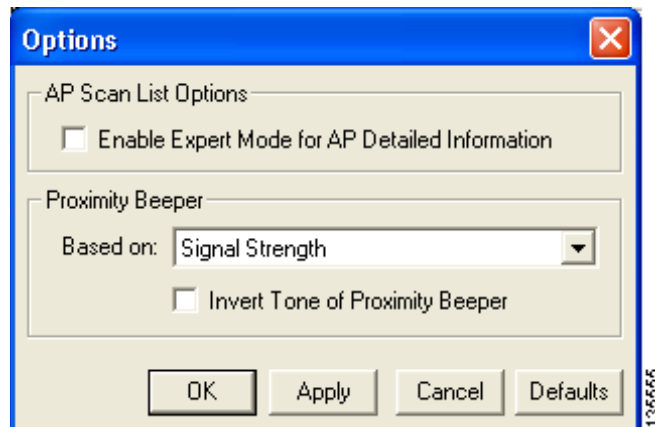 Options
AP Scan List Options
Enable Expert Mode for AP Detailed Information
Proximity Beeper
Based on: Signal Strength
Invert Tone of Proximity Beeper
OK Apply Cancel Defaults
135555